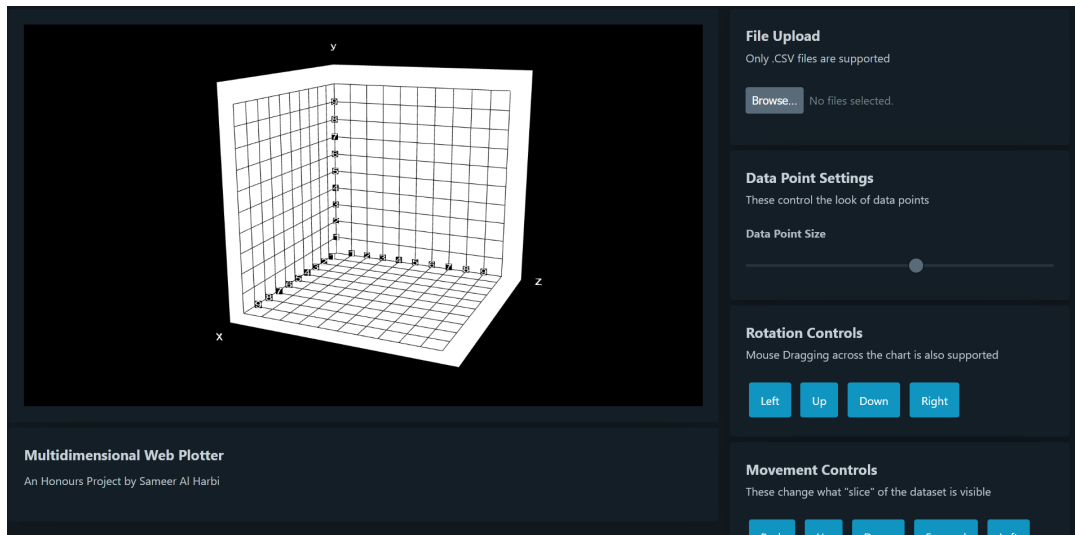 y
z
x
Multidimensional Web Plotter
An Honours Project by Sameer Al Harbi
File Upload
Only .CSV files are supported
Browse... No files selected.
Data Point Settings
These control the look of data points
Data Point Size
Rotation Controls
Mouse Dragging across the chart is also supported
Left Up Down Right
Movement Controls
These change what "slice" of the dataset is visible